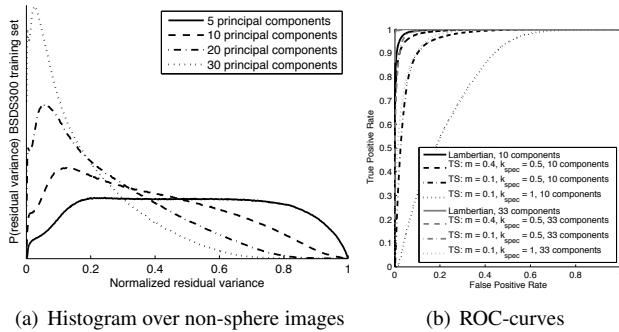 P(residual variance) BSDS300 training set
5 principal components
10 principal components
20 principal components
30 principal components
0 0.2 0.4 0.6 0.8 1
Normalized residual variance
(a) Histogram over non-sphere images
True Positive Rate
1
0.9
0.8
0.7
0.6
0.5
0.4
0.3
0.2
0.1
0
Lambertian, 10 components
TS: m = 0.4, k_spec = 0.5, 10 components
TS: m = 0.1, k_spec = 0.5, 10 components
TS: m = 0.1, k_spec = 1, 10 components
Lambertian, 33 components
TS: m = 0.4, k_spec = 0.5, 33 components
TS: m = 0.1, k_spec = 0.5, 33 components
TS: m = 0.1, k_spec = 1, 33 components
0 0.2 0.4 0.6 0.8
False Positive Rate
(b) ROC-curves